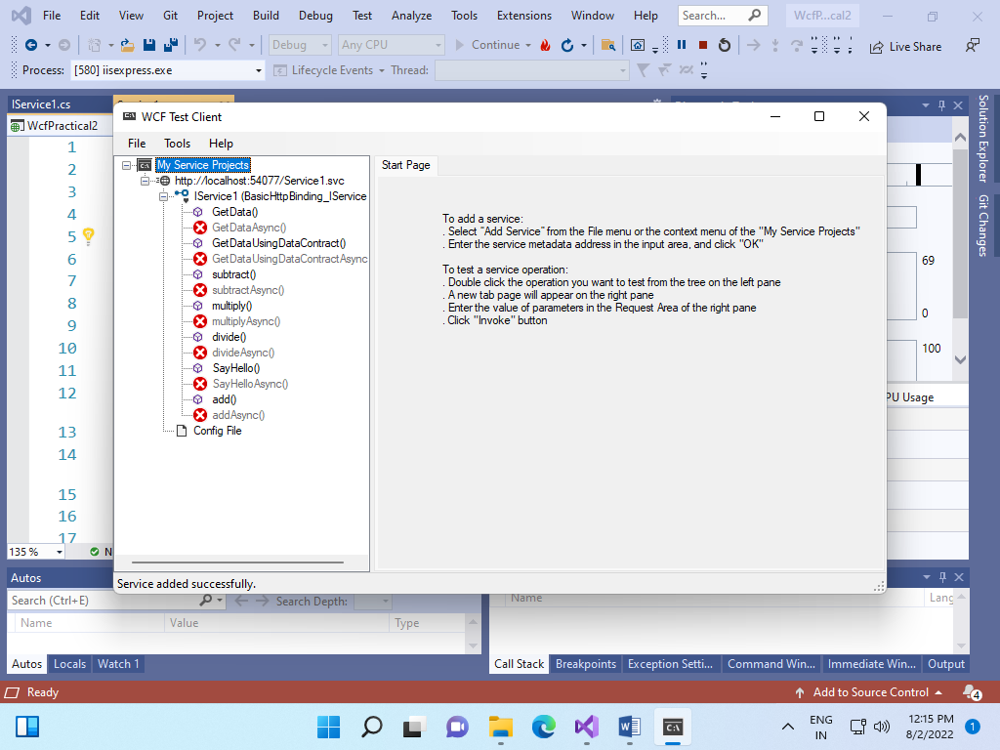 File Edit View Git Project Build Debug Test Analyze Tools Extensions Window Help Search... WcfP...cal2
Debug Any CPU Continue Live Share
Process: [580] iisexpress.exe Lifecycle Events Thread:
IService1.cs
WcfPractical2
WCF Test Client
File Tools Help
My Service Projects
http://localhost:54077/Service1.svc
IService1 (BasicHttpBinding_IService
GetData()
GetDataAsync()
GetDataUsingDataContract()
GetDataUsingDataContractAsync
subtract()
subtractAsync()
multiply()
multiplyAsync()
divide()
divideAsync()
SayHello()
SayHelloAsync()
add()
addAsync()
Config File
Start Page
To add a service:
. Select "Add Service" from the File menu or the context menu of the "My Service Projects"
. Enter the service metadata address in the input area, and click "OK"
To test a service operation:
. Double click the operation you want to test from the tree on the left pane
. A new tab page will appear on the right pane
. Enter the value of parameters in the Request Area of the right pane
. Click "Invoke" button
Service added successfully.
1
2
3
4
5
6
7
8
9
10
11
12
13
14
15
16
17
135 % N
69
0
100
PU Usage
Solution Explorer
Git Changes
Autos
Search (Ctrl+E) Search Depth:
Name Value Type
Autos Locals Watch 1
Name Lang
Call Stack Breakpoints Exception Setti... Command Win... Immediate Win... Output
Ready Add to Source Control 4
ENG
IN
12:15 PM
8/2/2022
1